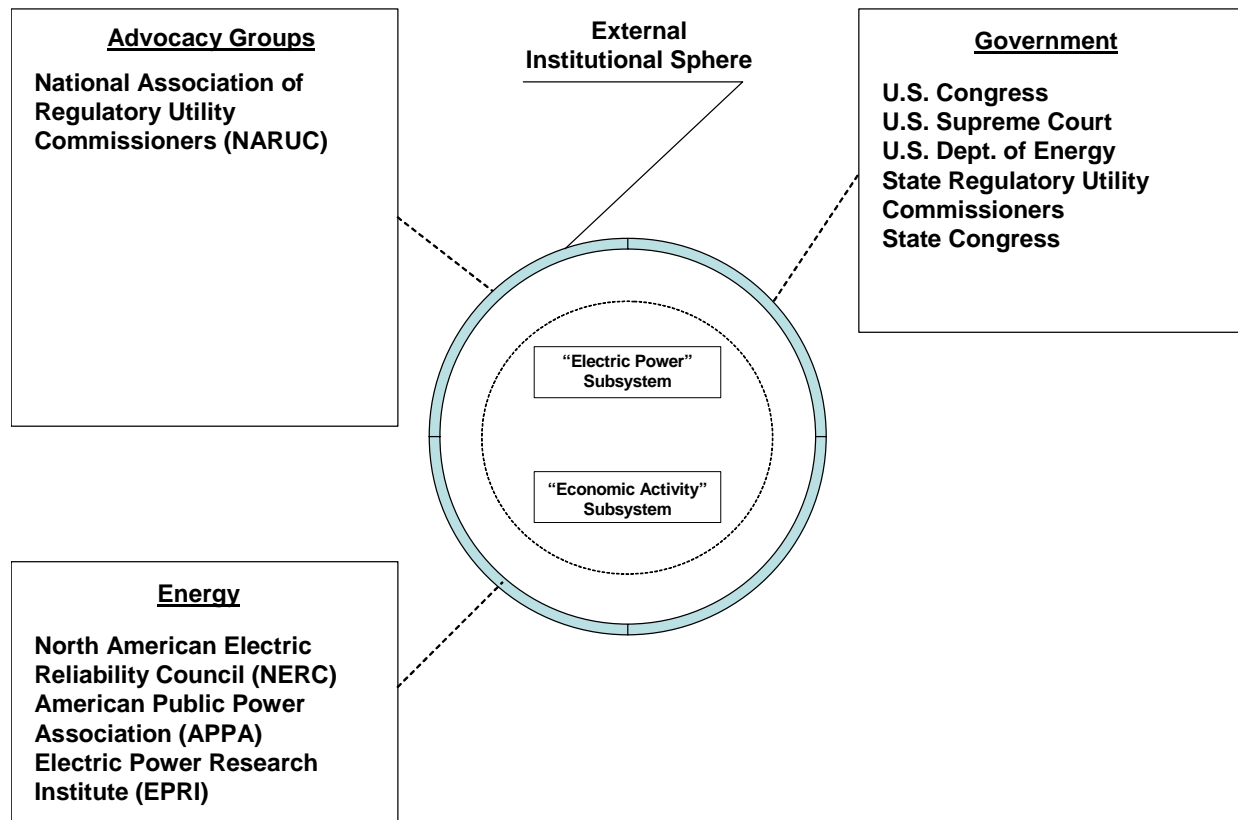 Advocacy Groups
National Association of
Regulatory Utility
Commissioners (NARUC)
External
Institutional Sphere
Government
U.S. Congress
U.S. Supreme Court
U.S. Dept. of Energy
State Regulatory Utility
Commissioners
State Congress
“Electric Power”
Subsystem
“Economic Activity”
Subsystem
Energy
North American Electric
Reliability Council (NERC)
American Public Power
Association (APPA)
Electric Power Research
Institute (EPRI)